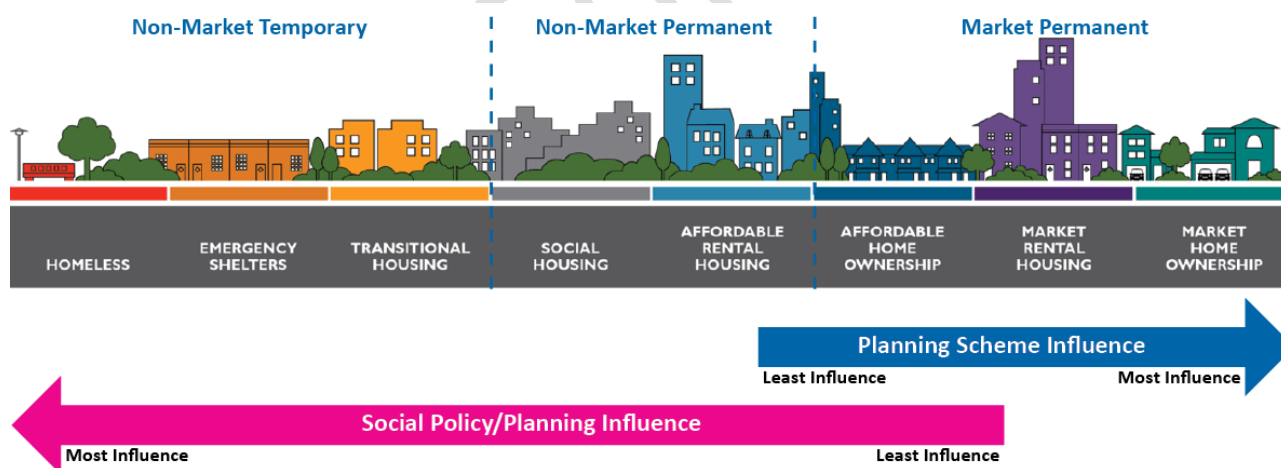 Non-Market Temporary
Non-Market Permanent
Market Permanent
HOMELESS
EMERGENCY
SHELTERS
TRANSITIONAL
HOUSING
SOCIAL
HOUSING
AFFORDABLE
RENTAL
HOUSING
AFFORDABLE
HOME
OWNERSHIP
MARKET
RENTAL
HOUSING
MARKET
HOME
OWNERSHIP
Planning Scheme Influence
Least Influence
Most Influence
Social Policy/Planning Influence
Most Influence
Least Influence